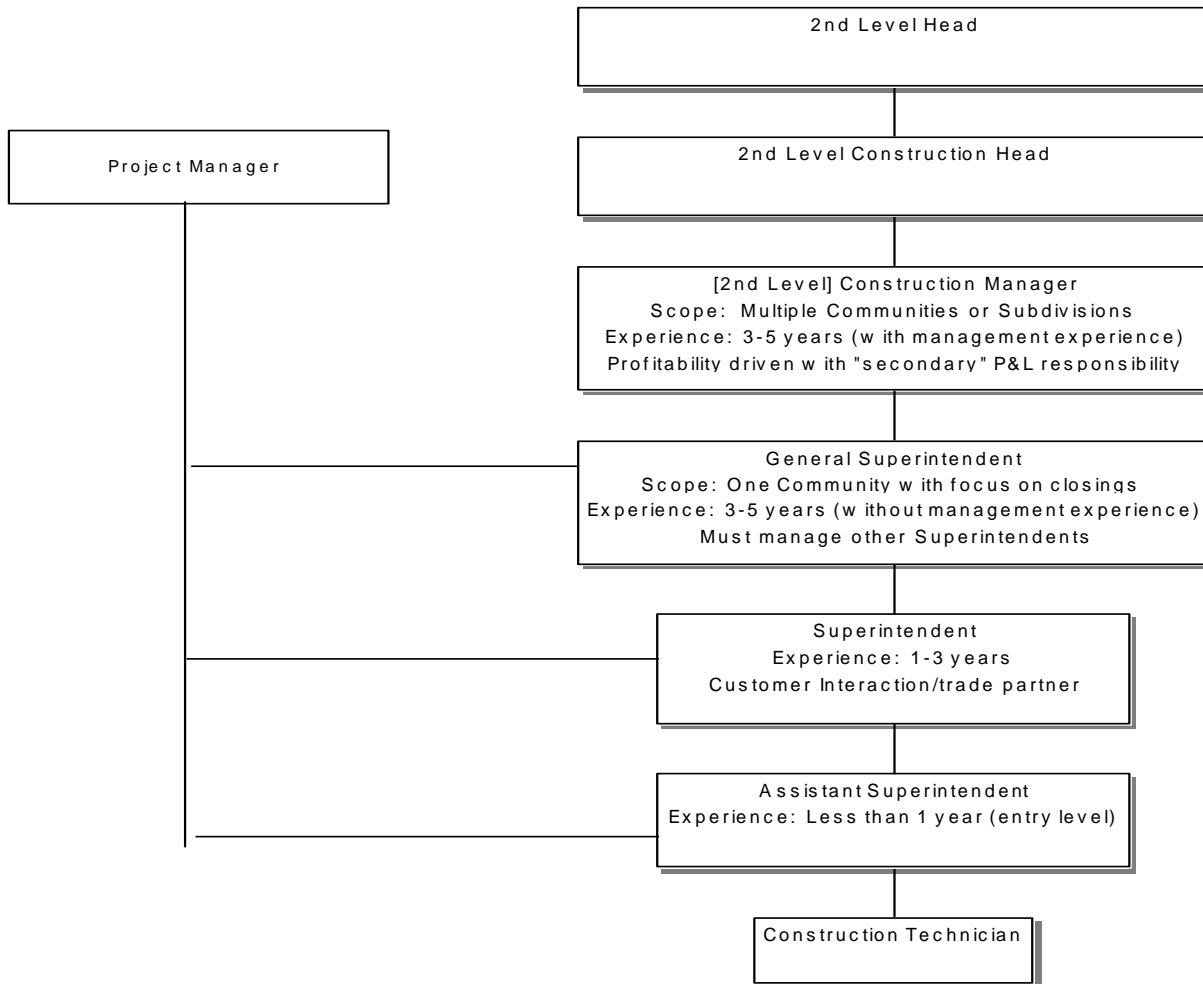 2nd Level Head
Project Manager
2nd Level Construction Head
[2nd Level] Construction Manager
Scope: Multiple Communities or Subdivisions
Experience: 3-5 years (with management experience)
Profitability driven with "secondary" P&L responsibility
General Superintendent
Scope: One Community with focus on closings
Experience: 3-5 years (without management experience)
Must manage other Superintendents
Superintendent
Experience: 1-3 years
Customer Interaction/trade partner
Assistant Superintendent
Experience: Less than 1 year (entry level)
Construction Technician